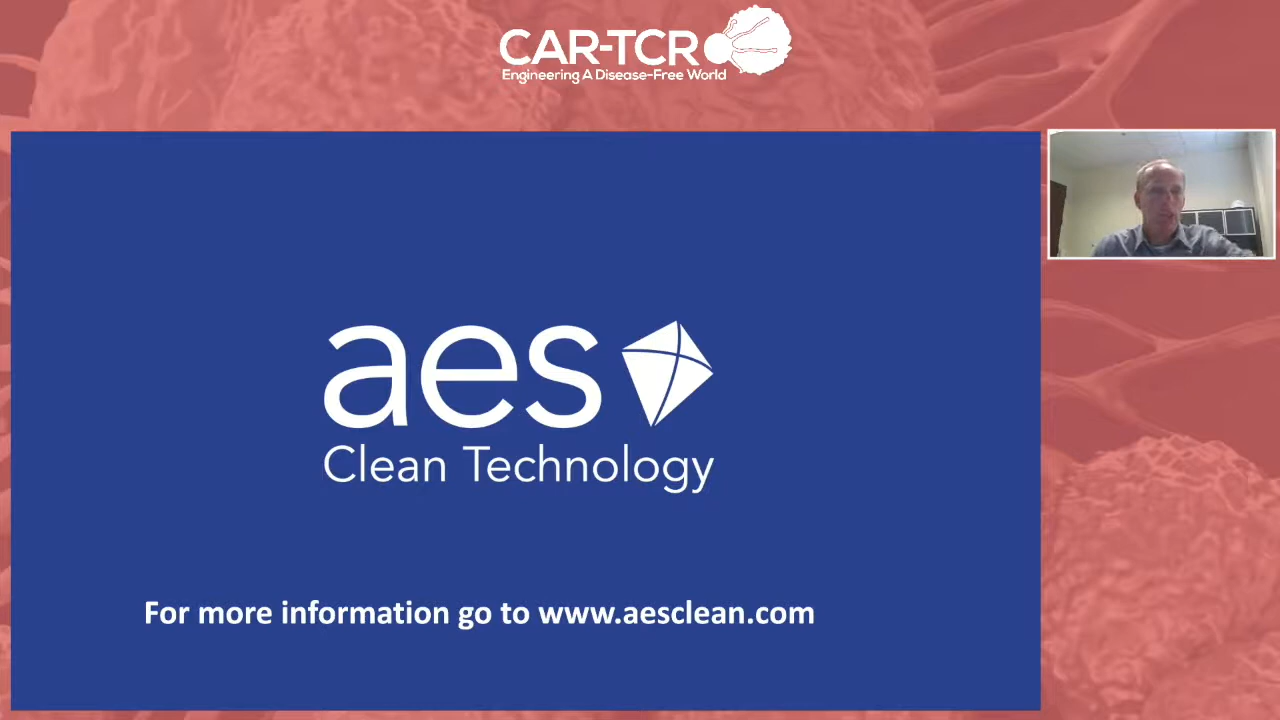 CAR-TCR
Engineering A Disease-Free World
aes
Clean Technology
For more information go to www.aesclean.com